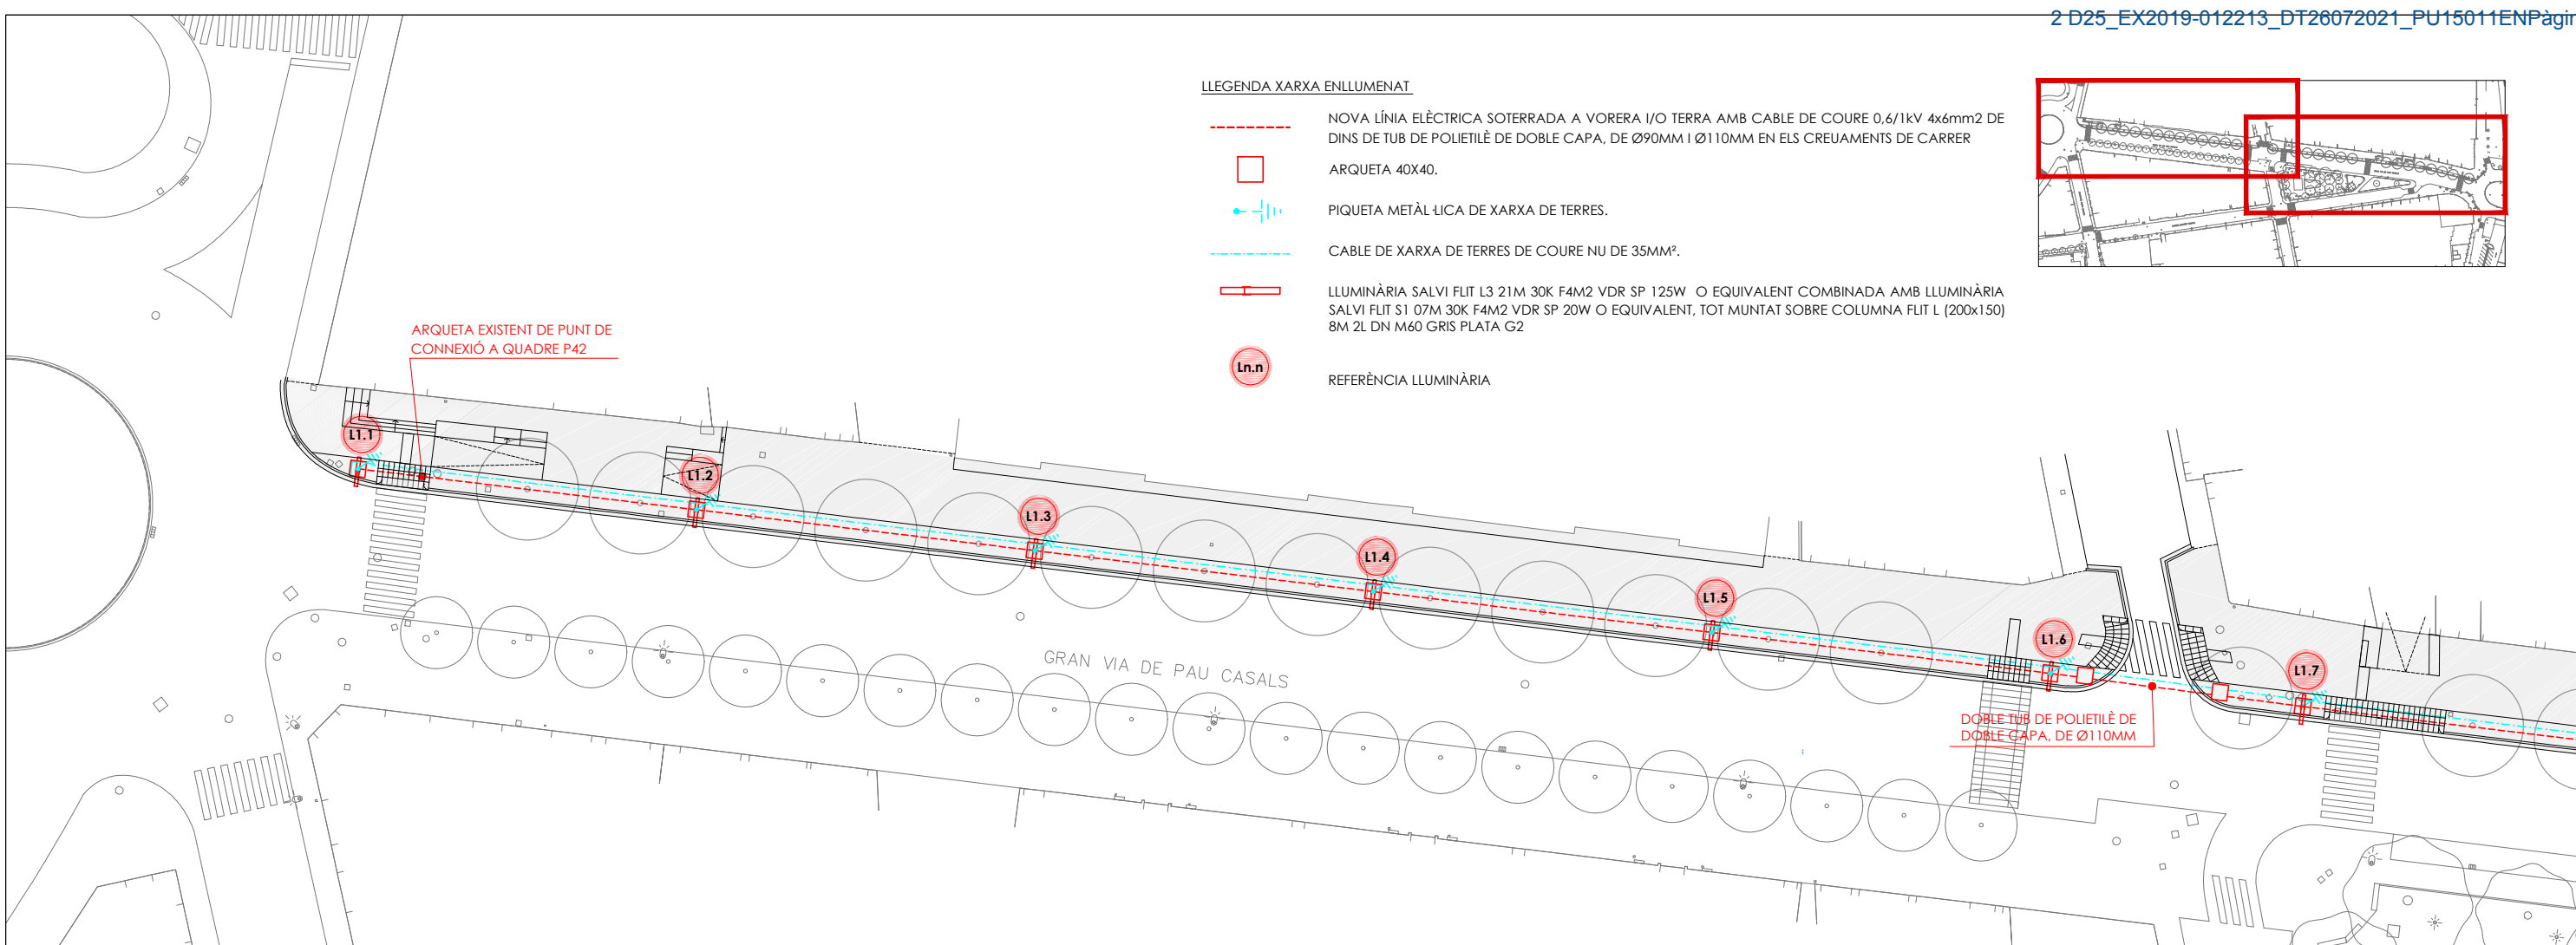 2 D25_EX2019-012213_DT26072021_PU15011ENPàgin
LLEGENDA XARXA ENLLUMENAT
NOVA LÍNIA ELÈCTRICA SOTERRADA A VORERA I/O TERRA AMB CABLE DE COURE 0,6/1kV 4x6mm2 DE
DINS DE TUB DE POLIETILÈ DE DOBLE CAPA, DE Ø90MM I Ø110MM EN ELS CREUAMENTS DE CARRER
ARQUETA 40X40.
PIQUETA METÀL·LICA DE XARXA DE TERRES.
CABLE DE XARXA DE TERRES DE COURE NU DE 35MM².
LLUMINÀRIA SALVI FLIT L3 21M 30K F4M2 VDR SP 125W O EQUIVALENT COMBINADA AMB LLUMINÀRIA
SALVI FLIT S1 07M 30K F4M2 VDR SP 20W O EQUIVALENT, TOT MUNTAT SOBRE COLUMNA FLIT L (200x150)
8M 2L DN M60 GRIS PLATA G2
Ln.n
REFERÈNCIA LLUMINÀRIA
ARQUETA EXISTENT DE PUNT DE
CONNEXIÓ A QUADRE P42
L1.1
L1.2
L1.3
L1.4
L1.5
L1.6
L1.7
GRAN VIA DE PAU CASALS
DOBLE TUB DE POLIETILÈ DE
DOBLE CAPA, DE Ø110MM